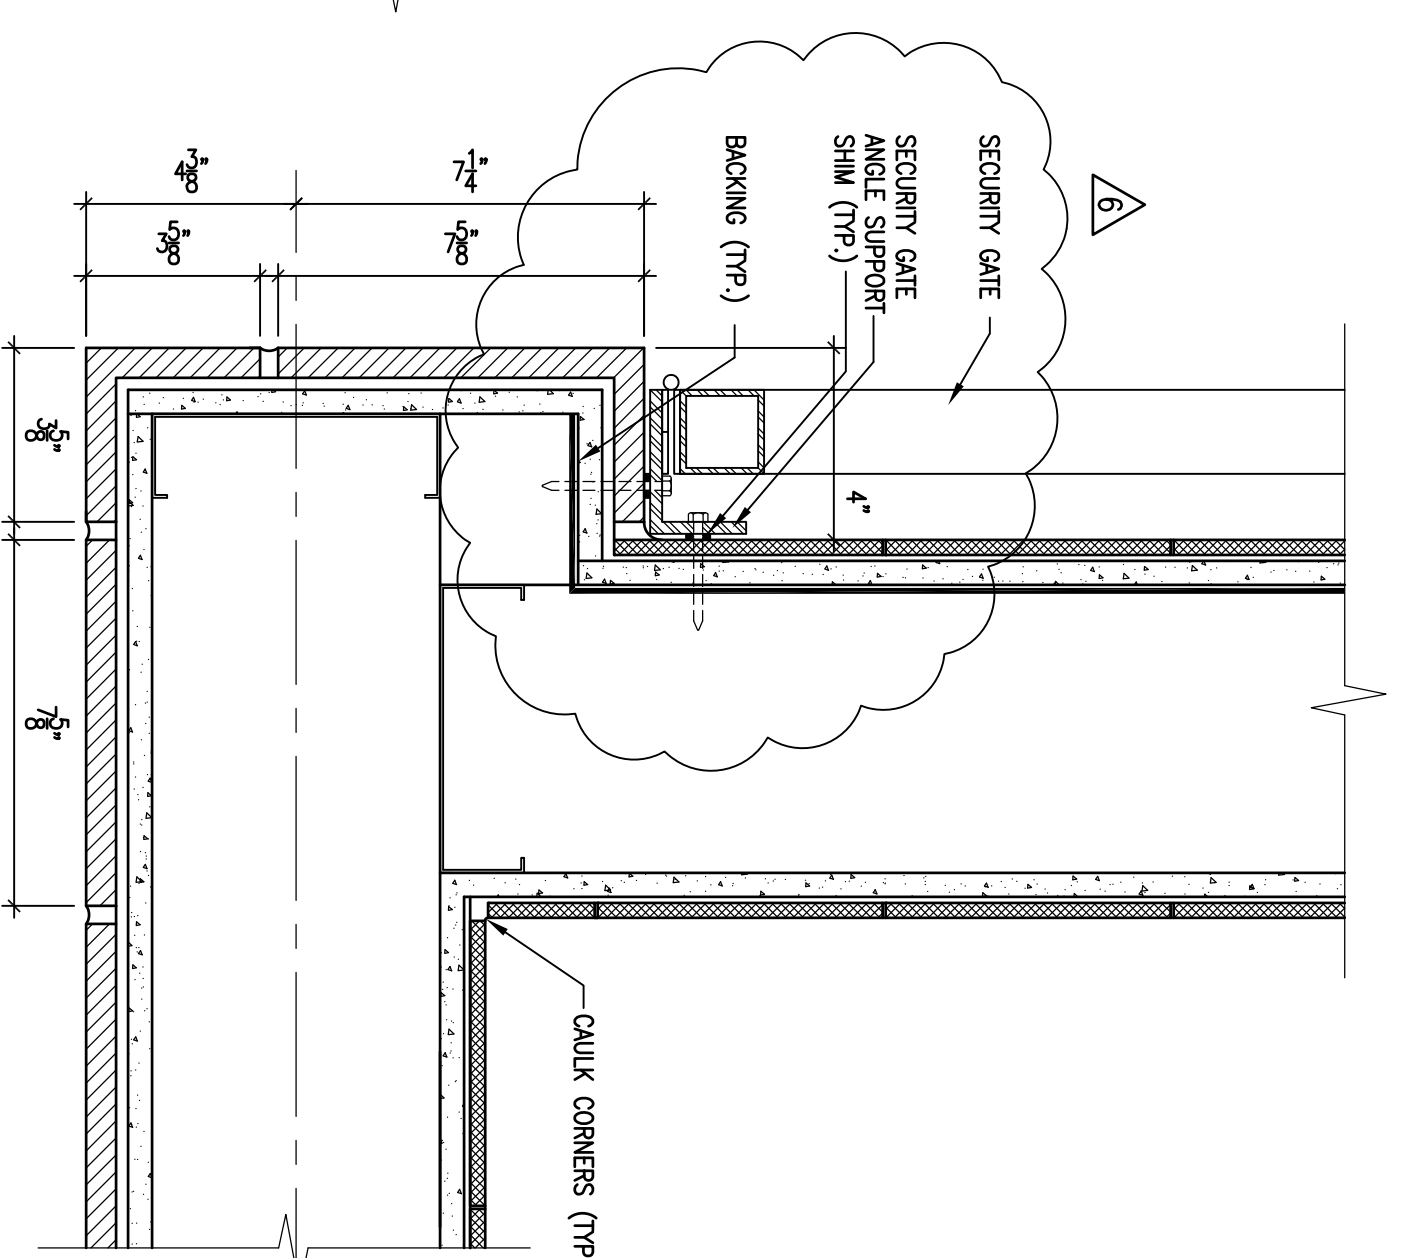 6
SECURITY GATE
SECURITY GATE
ANGLE SUPPORT
SHIM (TYP.)
BACKING (TYP.)
7 1/4"
4 3/8"
7 5/8"
3 5/8"
4"
3 5/8"
7 5/8"
CAULK CORNERS (TYP